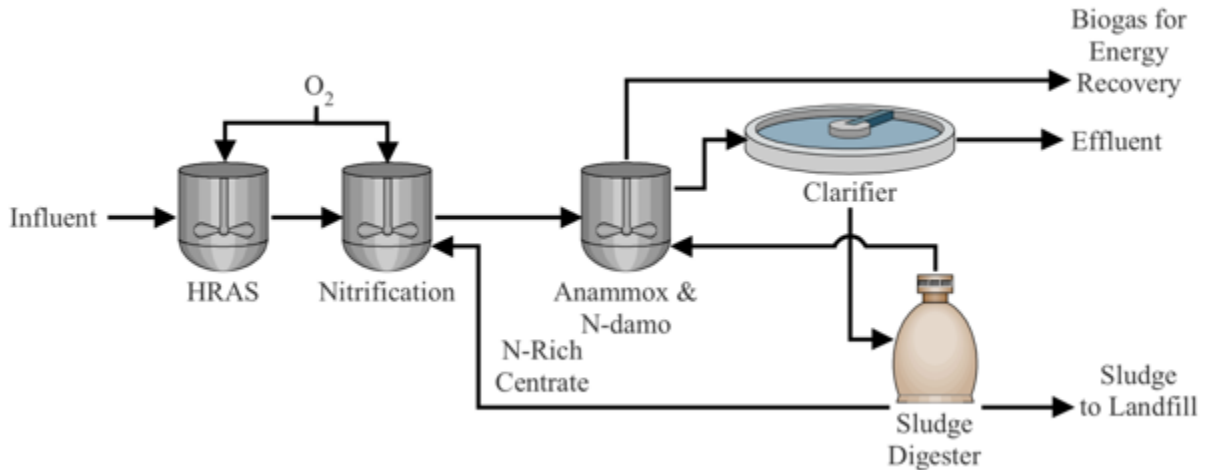 Biogas for
Energy
Recovery
O2
Effluent
Clarifier
Influent
HRAS
Nitrification
Anammox &
N-damo
N-Rich
Centrate
Sludge
to Landfill
Sludge
Digester